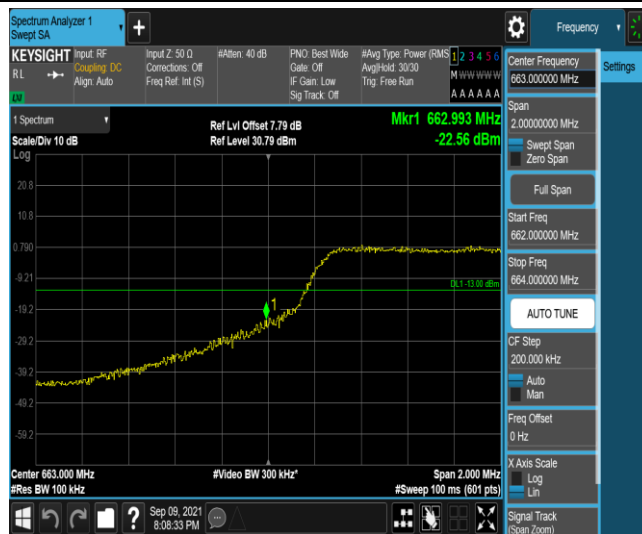 Spectrum Analyzer 1
Swept SA
Frequency
KEYSIGHT
RL
Input: RF
Coupling: DC
Align: Auto
Input Z: 50 Ω
Corrections: Off
Freq Ref: Int (S)
#Atten: 40 dB
PNO: Best Wide
Gate: Off
IF Gain: Low
Sig Track: Off
#Avg Type: Power (RMS
Avg|Hold: 30/30
Trig: Free Run
1 2 3 4 5 6
M W W W W W
A A A A A A
1 Spectrum
Scale/Div 10 dB
Ref Lvl Offset 7.79 dB
Ref Level 30.79 dBm
Mkr1 662.993 MHz
-22.56 dBm
Log
20.8
10.8
0.790
-9.21
-19.2
-29.2
-39.2
-49.2
-59.2
DL1 -13.00 dBm
1
Center 663.000 MHz
#Video BW 300 kHz*
Span 2.000 MHz
#Res BW 100 kHz
#Sweep 100 ms (601 pts)
Center Frequency
663.000000 MHz
Settings
Span
2.00000000 MHz
Swept Span
Zero Span
Full Span
Start Freq
662.000000 MHz
Stop Freq
664.000000 MHz
AUTO TUNE
CF Step
200.000 kHz
Auto
Man
Freq Offset
0 Hz
X Axis Scale
Log
Lin
Signal Track
(Span Zoom)
?
Sep 09, 2021
8:08:33 PM